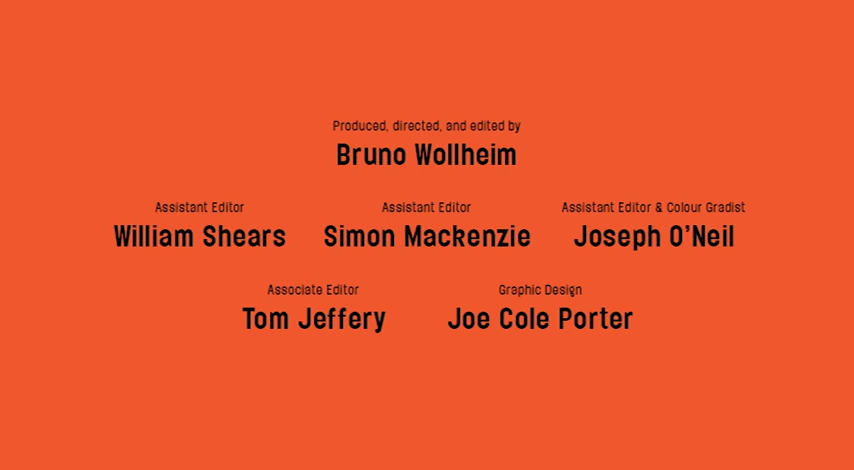 Produced, directed, and edited by
Bruno Wollheim
Assistant Editor Assistant Editor Assistant Editor & Colour Gradist
William Shears Simon Mackenzie Joseph O'Neil
Associate Editor Graphic Design
Tom Jeffery Joe Cole Porter